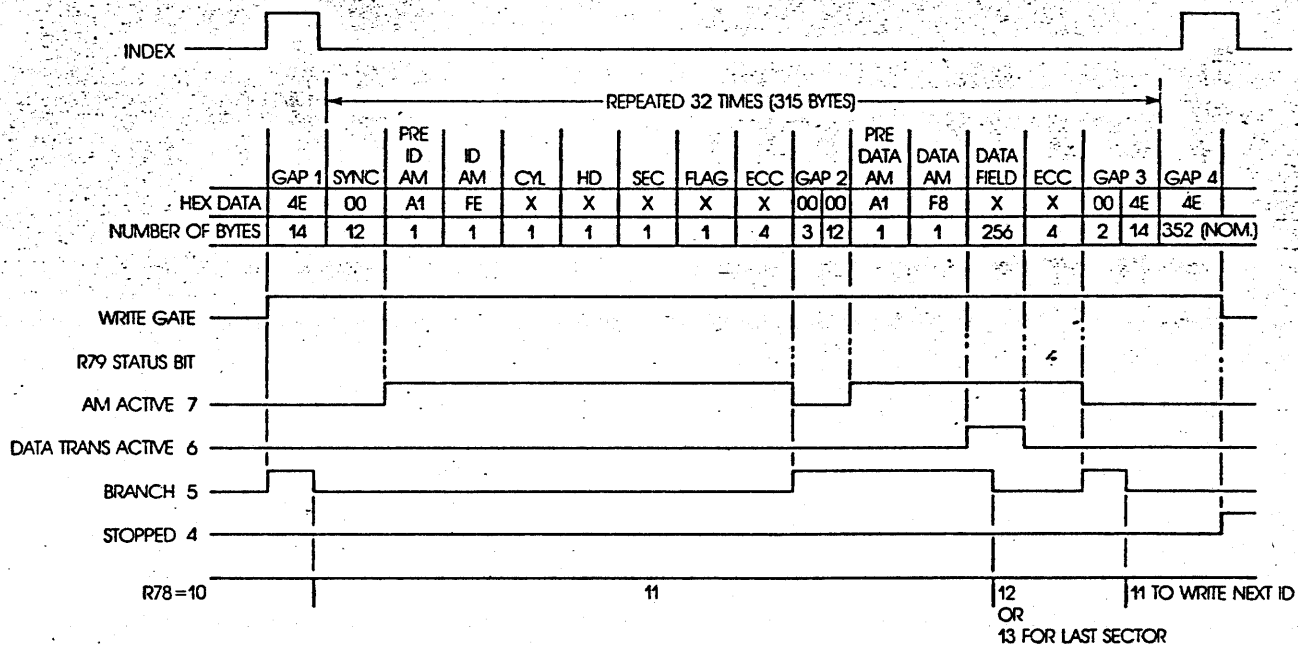 INDEX
REPEATED 32 TIMES (315 BYTES)
PRE
ID ID
GAP 1 SYNC AM AM CYL HD SEC FLAG ECC GAP 2
PRE
DATA DATA DATA
AM AM FIELD ECC GAP 3 GAP 4
HEX DATA 4E 00 A1 FE X X X X X 00 00 A1 F8 X X 00 4E 4E
NUMBER OF BYTES 14 12 1 1 1 1 1 1 4 3 12 1 1 256 4 2 14 352 (NOM.)
WRITE GATE
R79 STATUS BIT
AM ACTIVE 7
DATA TRANS ACTIVE 6
BRANCH 5
STOPPED 4
R78=10 11 12 11 TO WRITE NEXT ID
OR
13 FOR LAST SECTOR